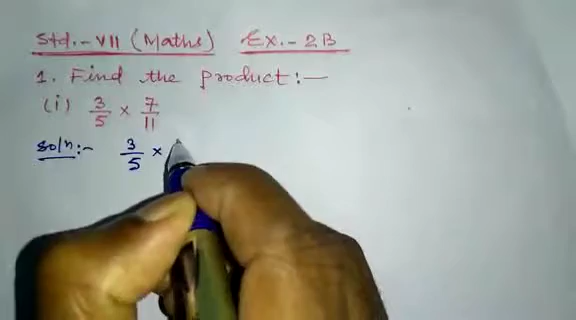 Std.-VII (Maths) Ex.-2B
1. Find the product:-
(i) 3/5 × 7/11
Soln:- 3/5 ×